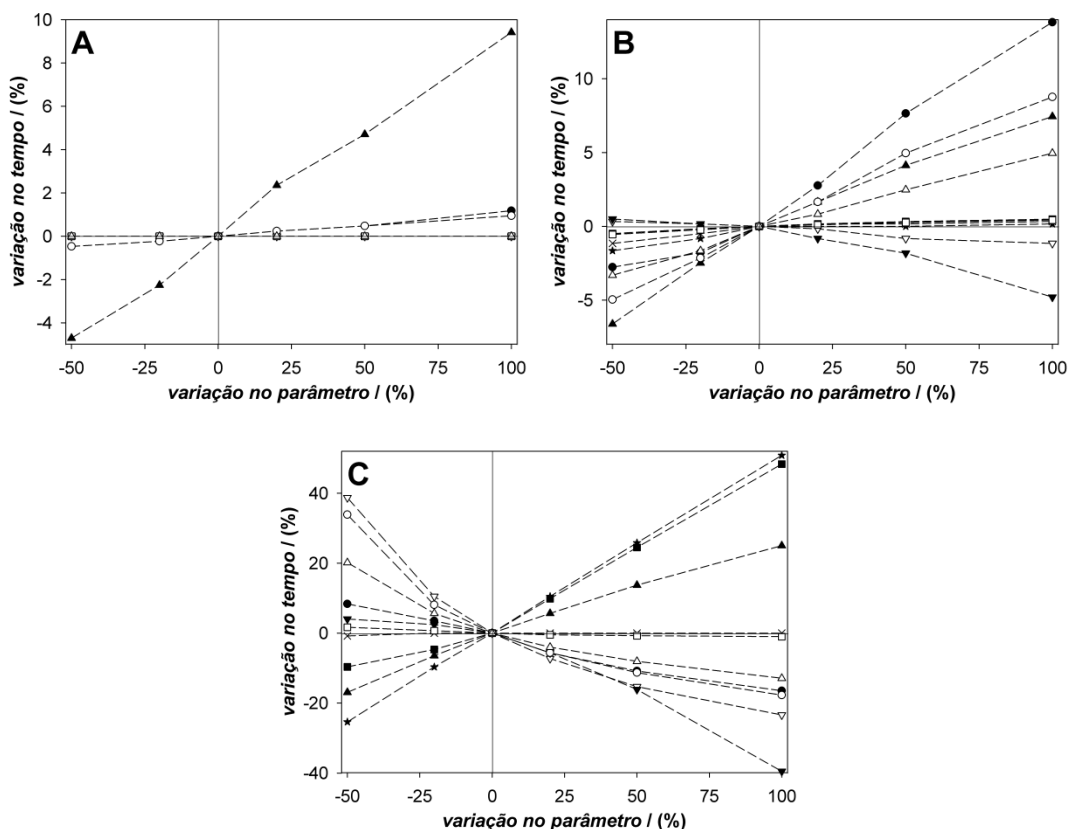 A
variação no tempo / (%)
10
8
6
4
2
0
-2
-4
-50 -25 0 25 50 75 100
variação no parâmetro / (%)
B
variação no tempo / (%)
10
5
0
-5
-50 -25 0 25 50 75 100
variação no parâmetro / (%)
C
variação no tempo / (%)
40
20
0
-20
-40
-50 -25 0 25 50 75 100
variação no parâmetro / (%)